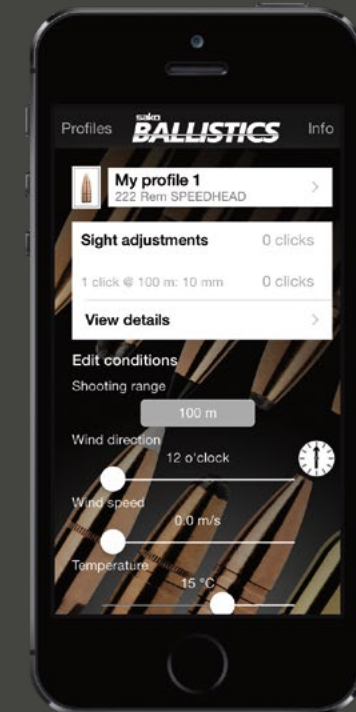 Profiles
sako
BALLISTICS
Info
My profile 1
222 Rem SPEEDHEAD
Sight adjustments 0 clicks
1 click @ 100 m: 10 mm 0 clicks
View details
Edit conditions
Shooting range
100 m
Wind direction
12 o'clock
Wind speed
0.0 m/s
Temperature
15 °C